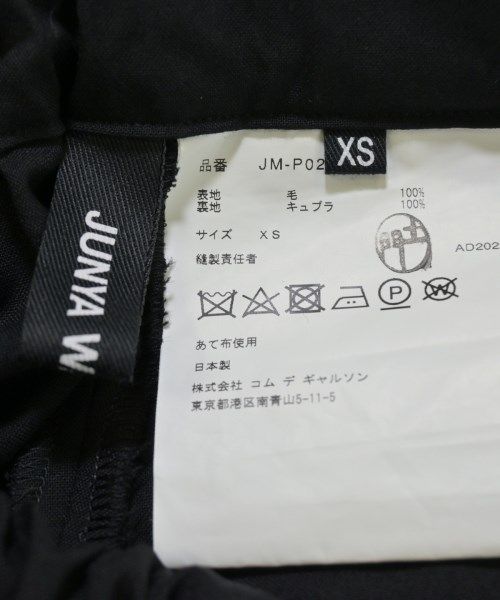 XS
品番 JM-P02
表地 毛 100%
裏地 キュプラ 100%
サイズ XS
AD202
縫製責任者
P
W
あて布使用
日本製
株式会社 コム デ ギャルソン
東京都港区南青山5-11-5
JUNYA W